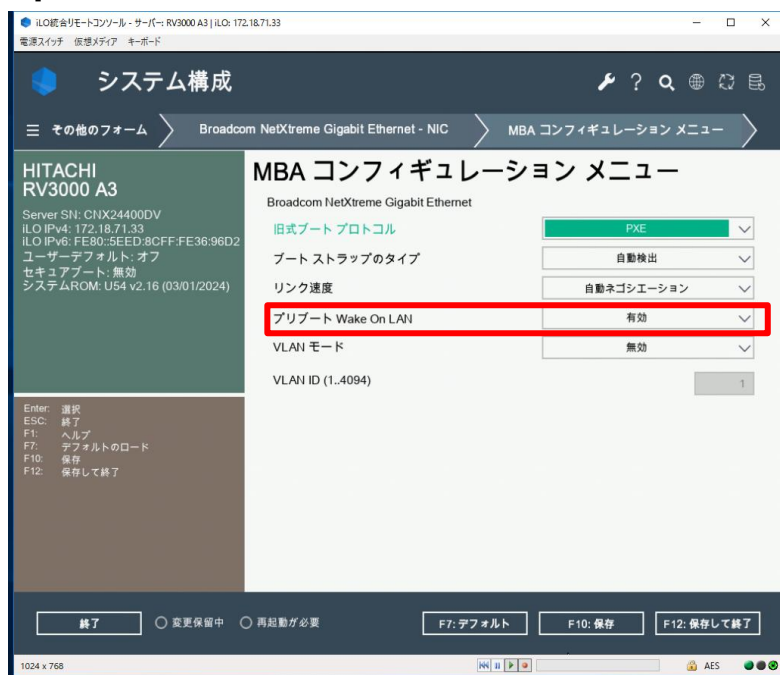 iLO統合リモートコンソール - サーバー: RV3000 A3 | iLO: 172.18.71.33
電源スイッチ 仮想メディア キーボード
システム構成
その他のフォーム Broadcom NetXtreme Gigabit Ethernet - NIC MBA コンフィギュレーション メニュー
HITACHI
RV3000 A3
Server SN: CNX24400DV
iLO IPv4: 172.18.71.33
iLO IPv6: FE80::5EED:8CFF:FE36:96D2
ユーザーデフォルト: オフ
セキュアブート: 無効
システムROM: U54 v2.16 (03/01/2024)
Enter: 選択
ESC: 終了
F1: ヘルプ
F7: デフォルトのロード
F10: 保存
F12: 保存して終了
MBA コンフィギュレーション メニュー
Broadcom NetXtreme Gigabit Ethernet
旧式ブート プロトコル PXE
ブート ストラップのタイプ 自動検出
リンク速度 自動ネゴシエーション
プリブート Wake On LAN 有効
VLAN モード 無効
VLAN ID (1..4094) 1
終了 変更保留中 再起動が必要 F7: デフォルト F10: 保存 F12: 保存して終了
1024 x 768 AES